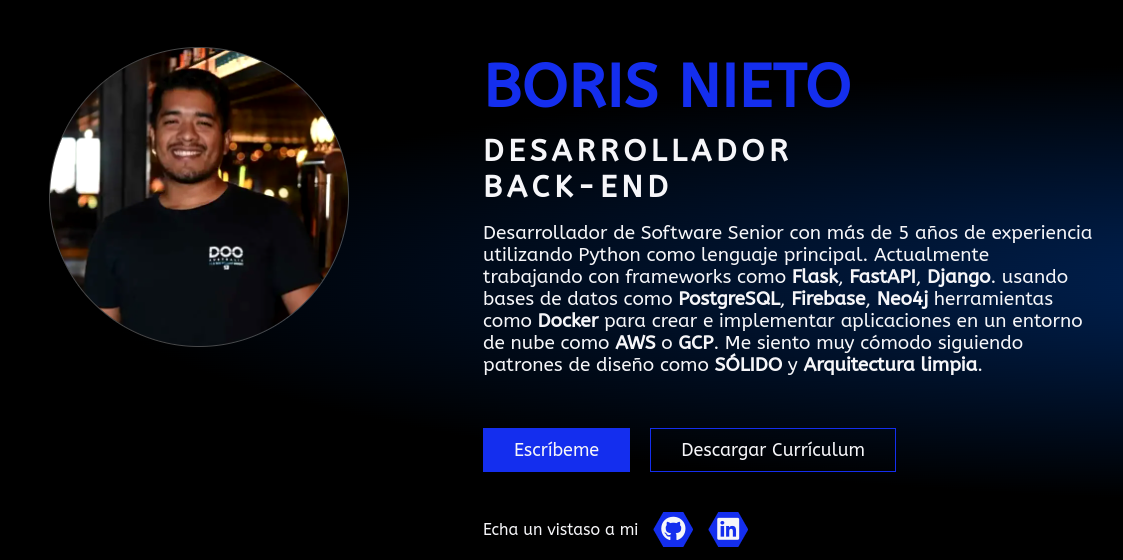 BORIS NIETO
DESARROLLADOR
BACK-END
Desarrollador de Software Senior con más de 5 años de experiencia
utilizando Python como lenguaje principal. Actualmente
trabajando con frameworks como Flask, FastAPI, Django. usando
bases de datos como PostgreSQL, Firebase, Neo4j herramientas
como Docker para crear e implementar aplicaciones en un entorno
de nube como AWS o GCP. Me siento muy cómodo siguiendo
patrones de diseño como SÓLIDO y Arquitectura limpia.
Escríbeme
Descargar Currículum
Echa un vistaso a mi
in
DOO